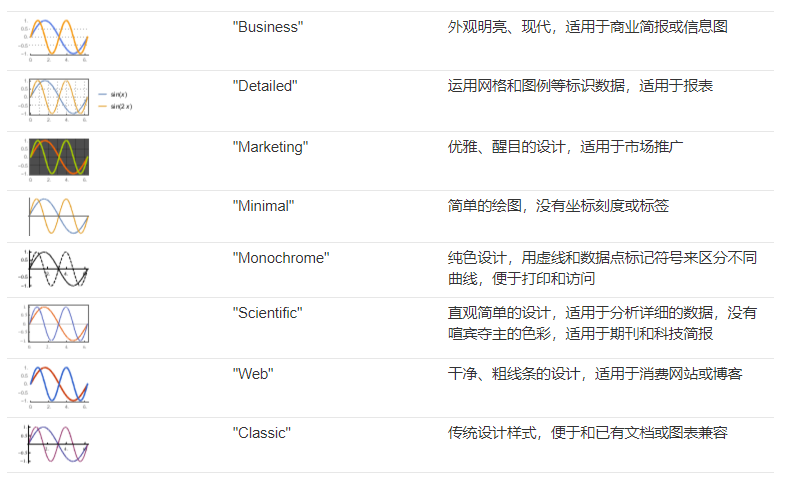 "Business"
外观明亮、现代，适用于商业简报或信息图
"Detailed"
运用网格和图例等标识数据，适用于报表
sin(x)
sin(2 x)
"Marketing"
优雅、醒目的设计，适用于市场推广
"Minimal"
简单的绘图，没有坐标刻度或标签
"Monochrome"
纯色设计，用虚线和数据点标记符号来区分不同
曲线，便于打印和访问
"Scientific"
直观简单的设计，适用于分析详细的数据，没有
喧宾夺主的色彩，适用于期刊和科技简报
"Web"
干净、粗线条的设计，适用于消费网站或博客
"Classic"
传统设计样式，便于和已有文档或图表兼容